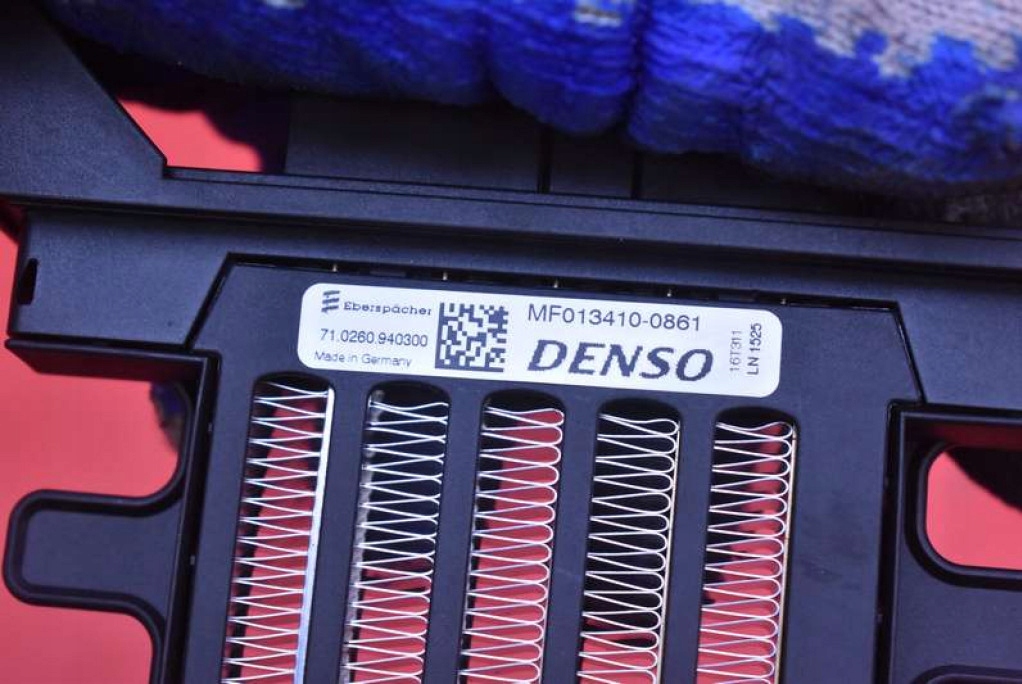 Eberspächer
71.0260.940300
Made in Germany
MF013410-0861
DENSO
16T311
LN 1525